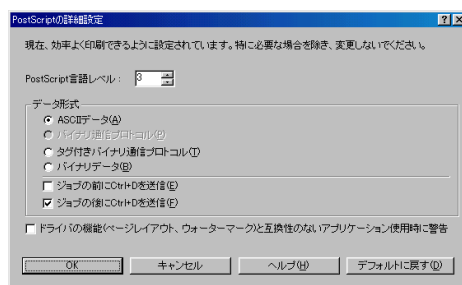 PostScriptの詳細設定
現在、効率よく印刷できるように設定されています。特に必要な場合を除き、変更しないでください。
PostScript言語レベル： 3
データ形式
ASCIIデータ(A)
バイナリ通信プロトコル(P)
タグ付きバイナリ通信プロトコル(T)
バイナリデータ(B)
ジョブの前にCtrl+Dを送信(E)
ジョブの後にCtrl+Dを送信(F)
ドライバの機能(ページレイアウト、ウォーターマーク)と互換性のないアプリケーション使用時に警告
OK キャンセル ヘルプ(H) デフォルトに戻す(D)